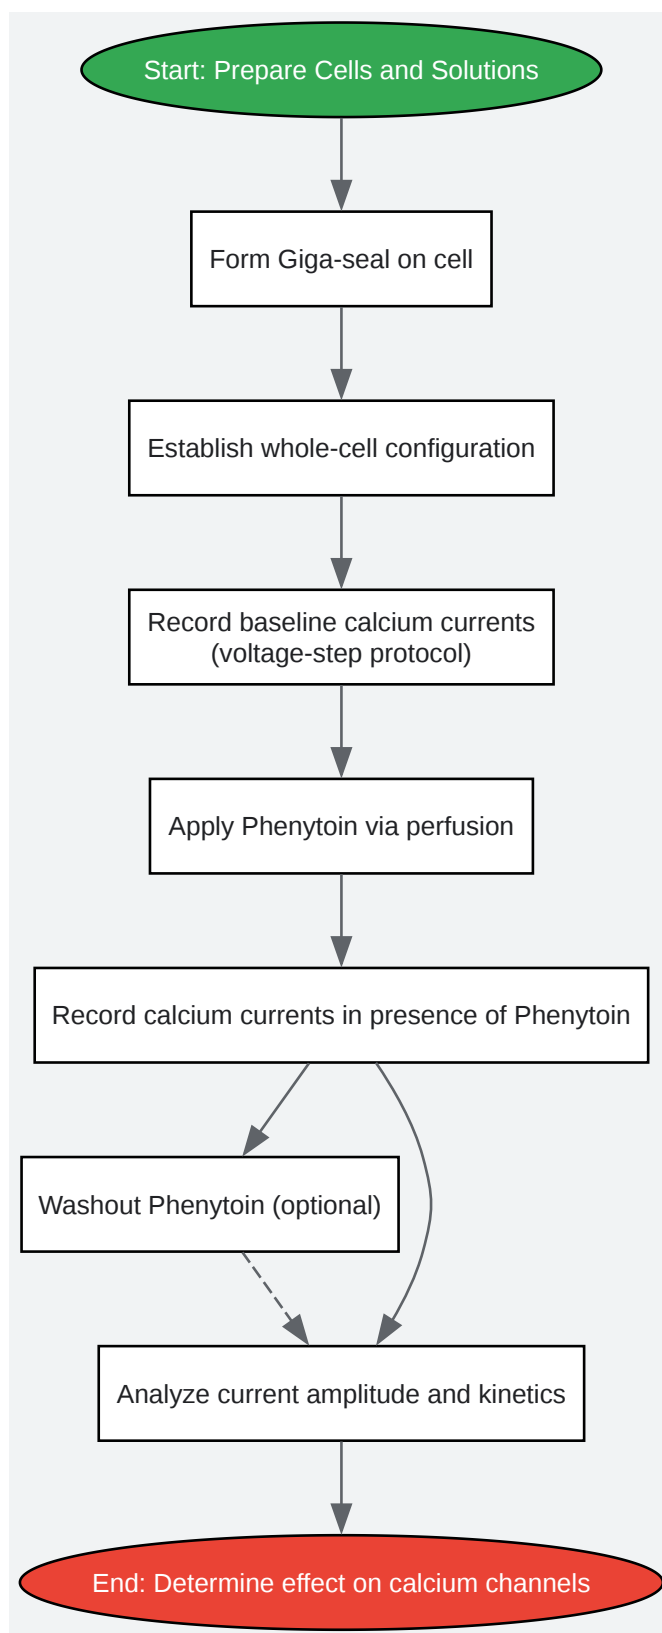 Start: Prepare Cells and Solutions
Form Giga-seal on cell
Establish whole-cell configuration
Record baseline calcium currents
(voltage-step protocol)
Apply Phenytoin via perfusion
Record calcium currents in presence of Phenytoin
Washout Phenytoin (optional)
Analyze current amplitude and kinetics
End: Determine effect on calcium channels